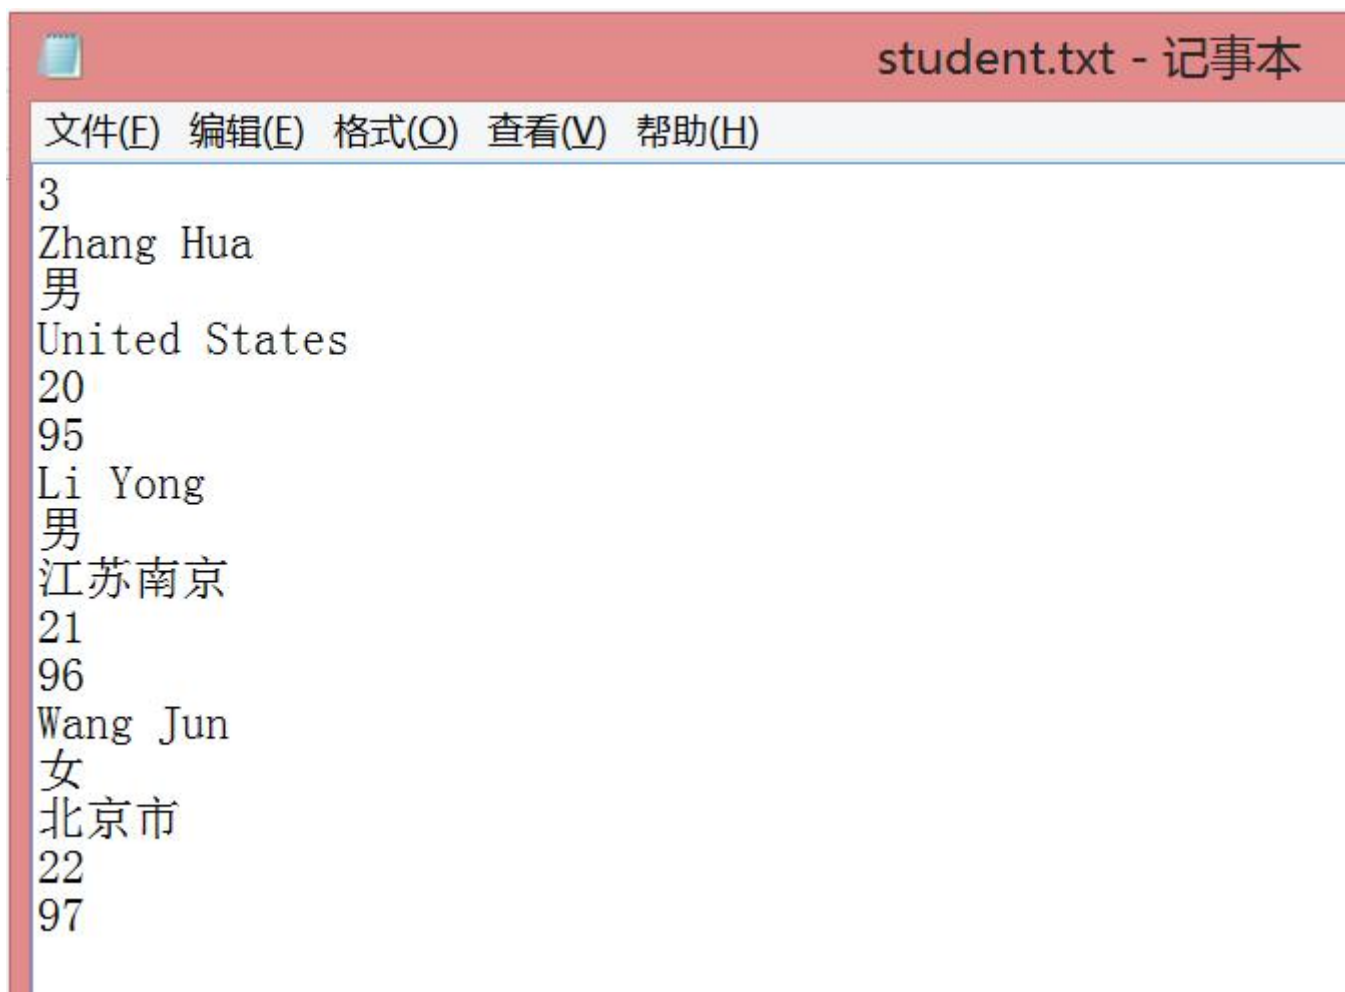 student.txt - 记事本
文件(F) 编辑(E) 格式(O) 查看(V) 帮助(H)
3
Zhang Hua
男
United States
20
95
Li Yong
男
江苏南京
21
96
Wang Jun
女
北京市
22
97